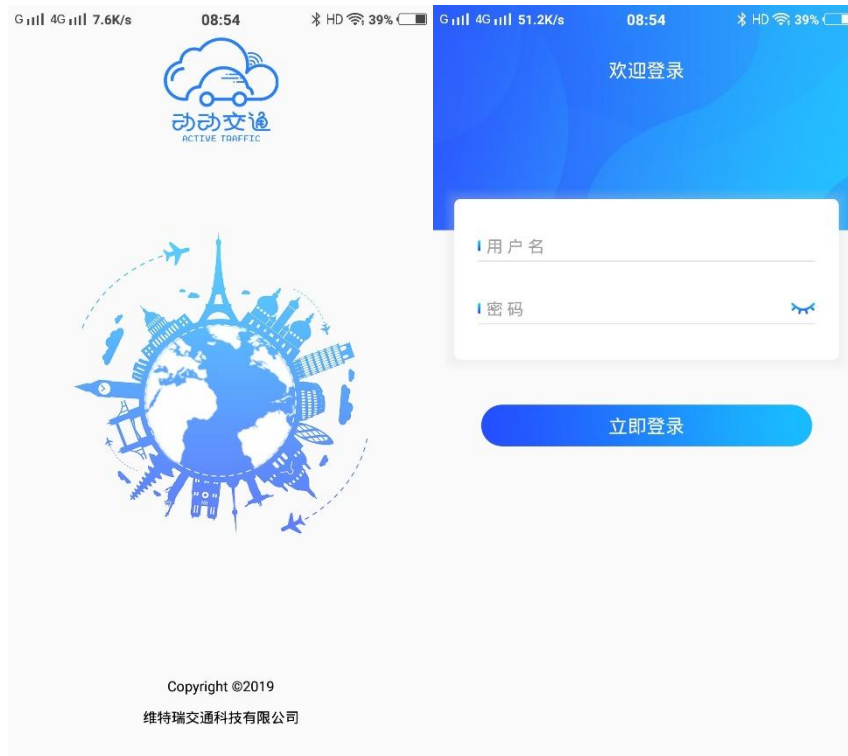 G 4G 7.6K/s 08:54 HD 39%
动动交通
ACTIVE TRAFFIC
Copyright ©2019
维特瑞交通科技有限公司
G 4G 51.2K/s 08:54 HD 39%
欢迎登录
用户名
密码
立即登录